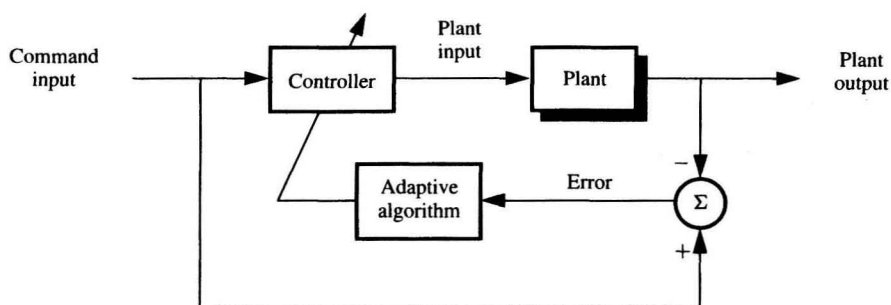 Command
input
Controller
Plant
input
Plant
Plant
output
Adaptive
algorithm
Error
−
Σ
+